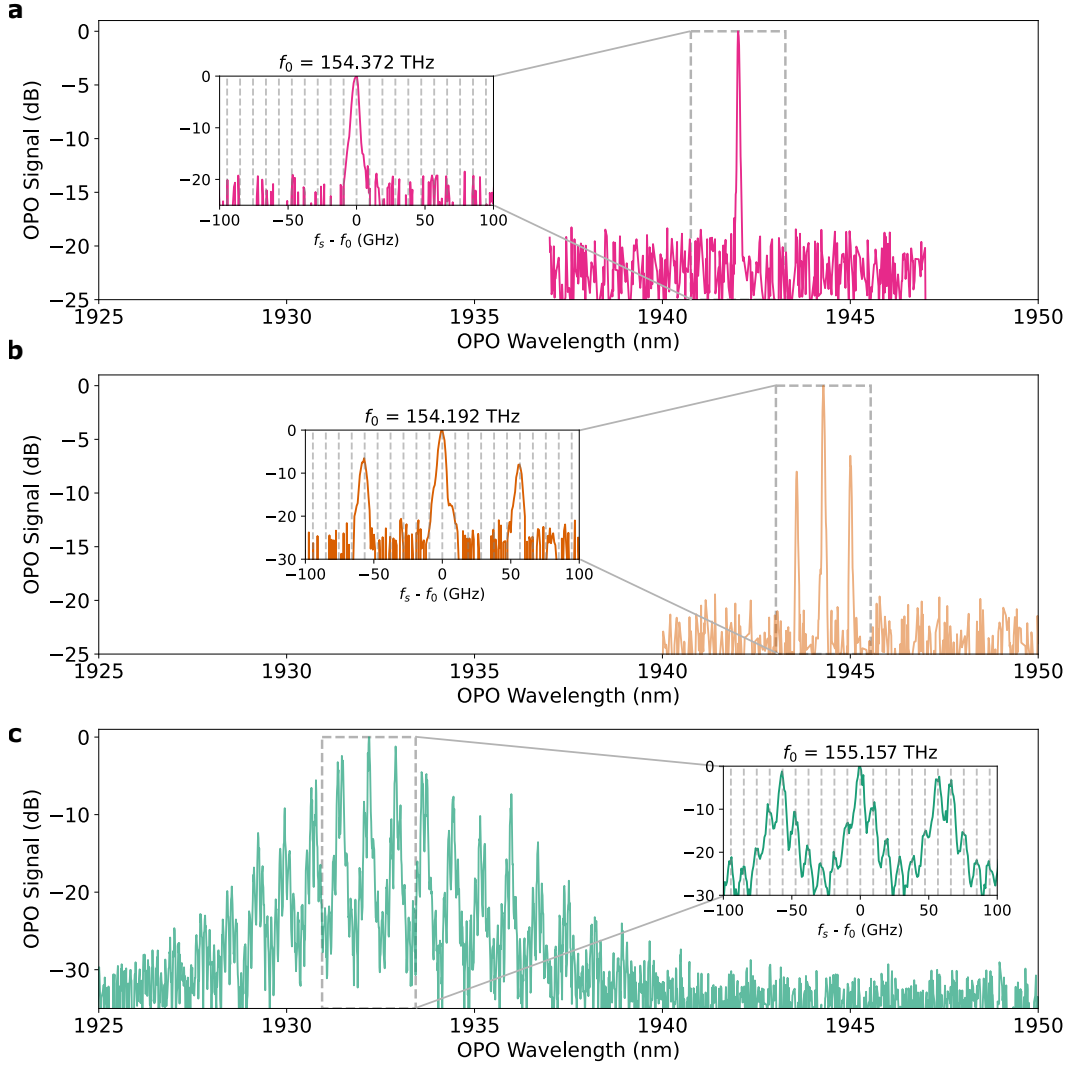 a
OPO Signal (dB)
0
−5
−10
−15
−20
−25
f₀ = 154.372 THz
0
−10
−20
−100 −50 0 50 100
fₛ - f₀ (GHz)
1925 1930 1935 1940 1945 1950
OPO Wavelength (nm)
b
OPO Signal (dB)
0
−5
−10
−15
−20
−25
f₀ = 154.192 THz
0
−10
−20
−30
−100 −50 0 50 100
fₛ - f₀ (GHz)
1925 1930 1935 1940 1945 1950
OPO Wavelength (nm)
c
OPO Signal (dB)
0
−10
−20
−30
f₀ = 155.157 THz
0
−10
−20
−30
−100 −50 0 50 100
fₛ - f₀ (GHz)
1925 1930 1935 1940 1945 1950
OPO Wavelength (nm)